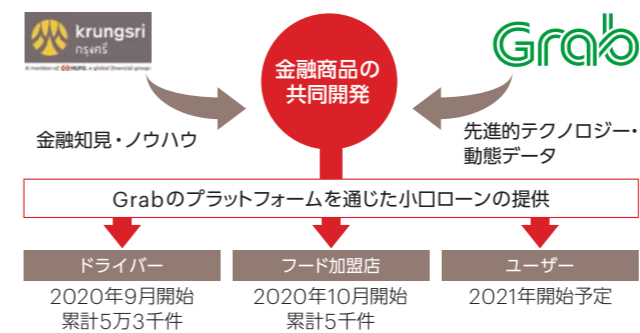 krungsri
กรุงศรี
A member of MUFG, a global financial group
Grab
金融商品の
共同開発
金融知見・ノウハウ
先進的テクノロジー・
動態データ
Grabのプラットフォームを通じた小口ローンの提供
ドライバー
フード加盟店
ユーザー
2020年9月開始
累計5万3千件
2020年10月開始
累計5千件
2021年開始予定